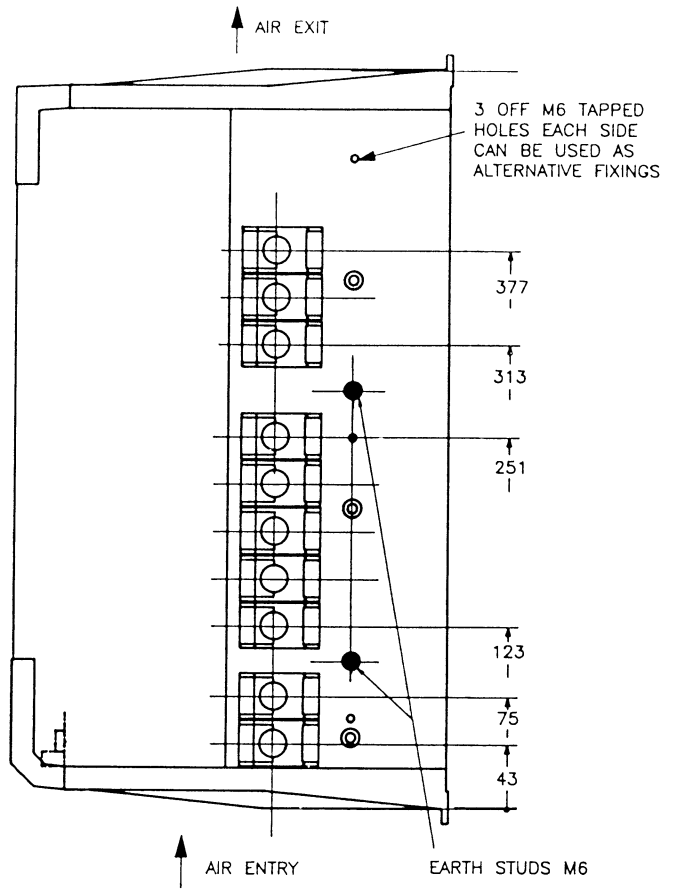 AIR EXIT
3 OFF M6 TAPPED
HOLES EACH SIDE
CAN BE USED AS
ALTERNATIVE FIXINGS
377
313
251
123
75
43
AIR ENTRY
EARTH STUDS M6